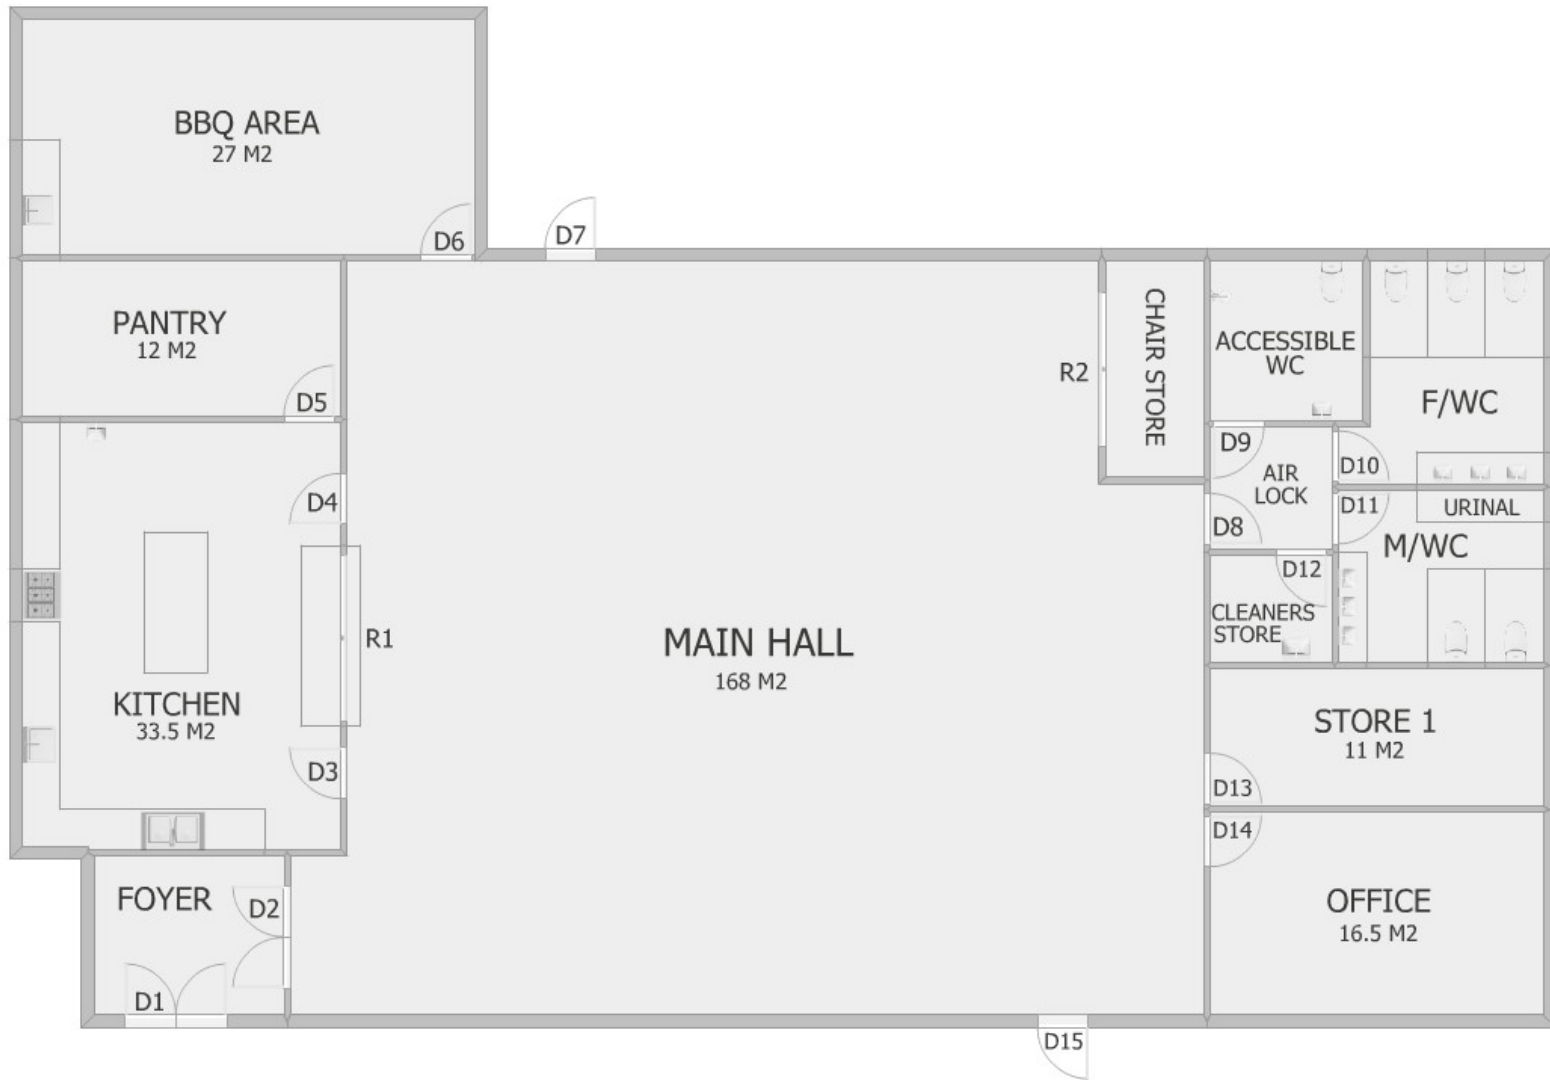 BBQ AREA
27 M2
D6
D7
PANTRY
12 M2
D5
D4
R1
KITCHEN
33.5 M2
D3
FOYER
D2
D1
MAIN HALL
168 M2
R2
CHAIR STORE
ACCESSIBLE
WC
F/WC
D9
D10
AIR
LOCK
D8
D11
URINAL
M/WC
D12
CLEANERS
STORE
STORE 1
11 M2
D13
D14
OFFICE
16.5 M2
D15